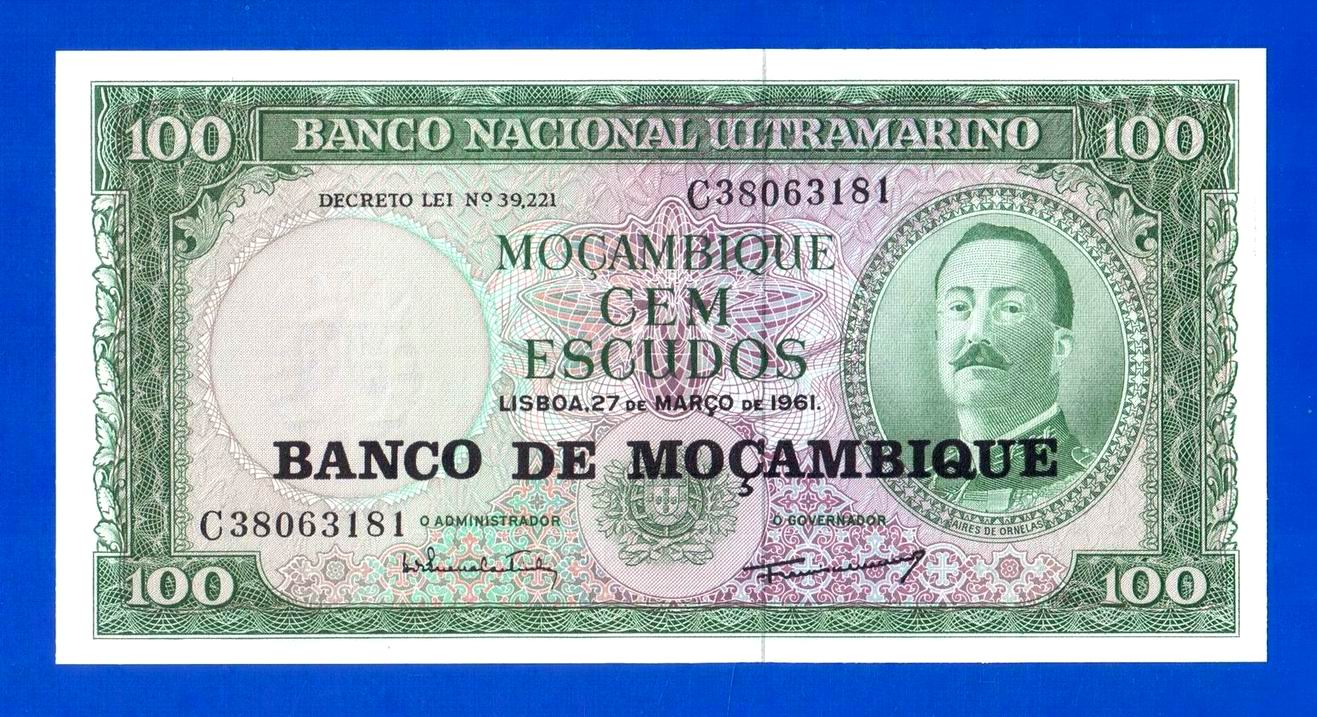 100 BANCO NACIONAL ULTRAMARINO 100
DECRETO LEI Nº 39,221
C38063181
MOÇAMBIQUE
CEM
ESCUDOS
LISBOA,27 DE MARÇO DE 1961.
BANCO DE MOÇAMBIQUE
C38063181
O ADMINISTRADOR
O GOVERNADOR
AIRES DE ORNELAS
100 100